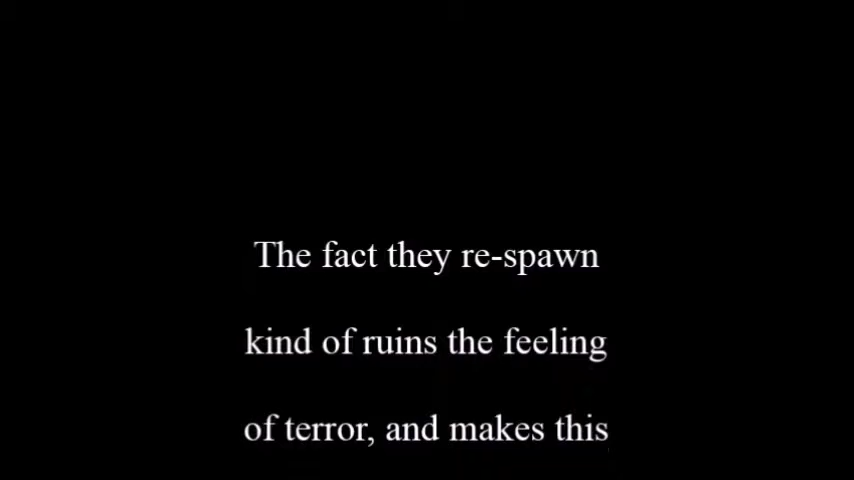 The fact they re-spawn
kind of ruins the feeling
of terror, and makes this